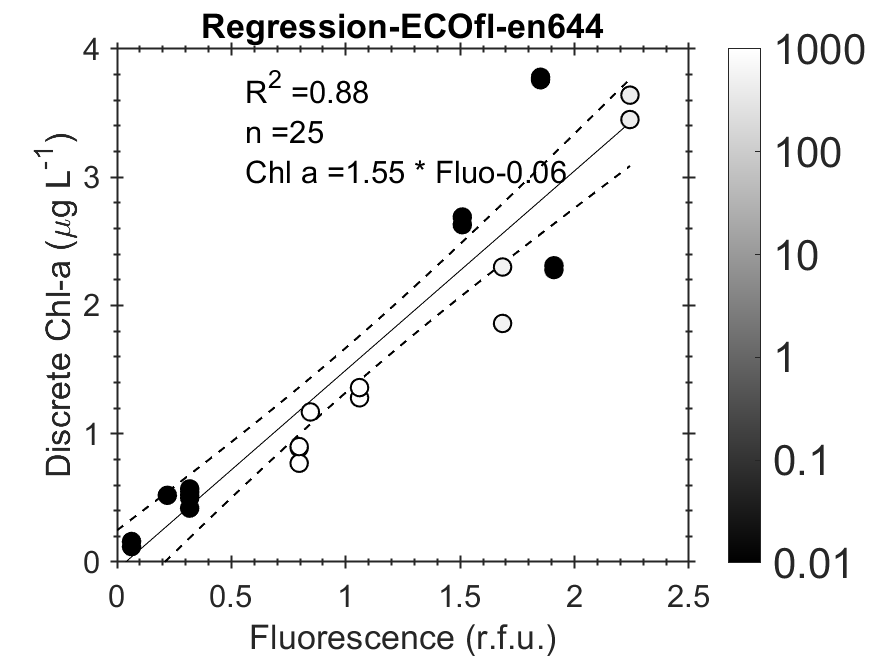 Regression-ECOfl-en644
R2 =0.88
n =25
Chl a =1.55 * Fluo-0.06
Discrete Chl-a (μg L-1)
4
3
2
1
0
0 0.5 1 1.5 2 2.5
Fluorescence (r.f.u.)
1000
100
10
1
0.1
0.01